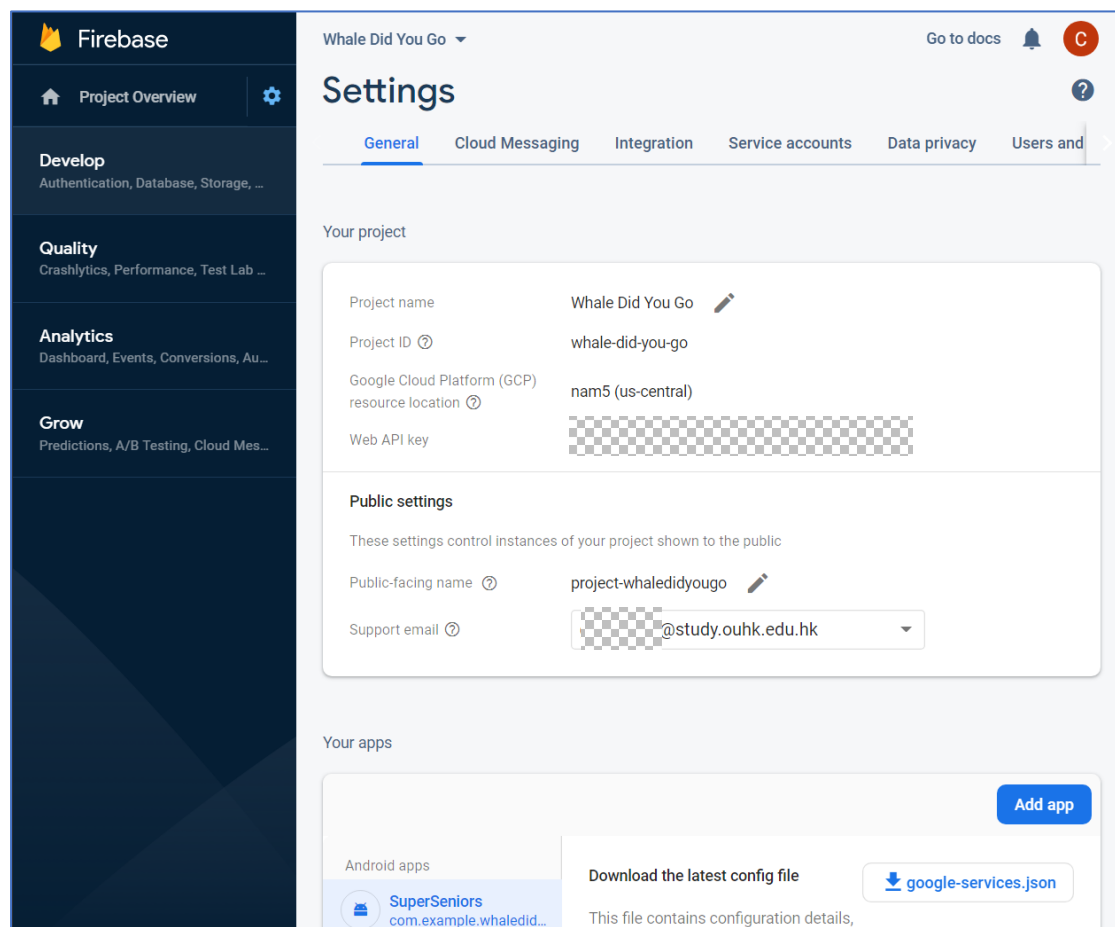 Firebase
Whale Did You Go
Go to docs
C
Project Overview
Settings
General Cloud Messaging Integration Service accounts Data privacy Users and
Develop
Authentication, Database, Storage, ...
Quality
Crashlytics, Performance, Test Lab ...
Analytics
Dashboard, Events, Conversions, Au...
Grow
Predictions, A/B Testing, Cloud Mes...
Your project
Project name Whale Did You Go
Project ID whale-did-you-go
Google Cloud Platform (GCP)
resource location nam5 (us-central)
Web API key
Public settings
These settings control instances of your project shown to the public
Public-facing name project-whaledidyougo
Support email @study.ouhk.edu.hk
Your apps
Add app
Android apps
SuperSeniors
com.example.whaledid...
Download the latest config file
google-services.json
This file contains configuration details,